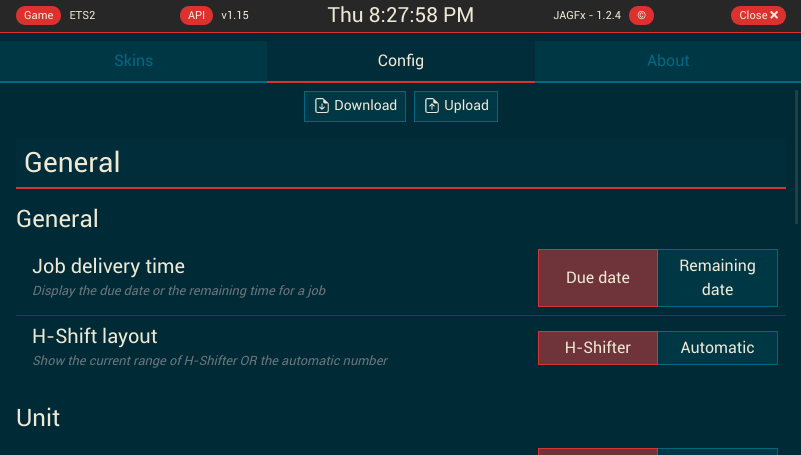 Game ETS2 API v1.15 Thu 8:27:58 PM JAGFx - 1.2.4 © Close ×
Skins Config About
Download Upload
General
General
Job delivery time
Display the due date or the remaining time for a job
Due date
Remaining
date
H-Shift layout
Show the current range of H-Shifter OR the automatic number
H-Shifter Automatic
Unit